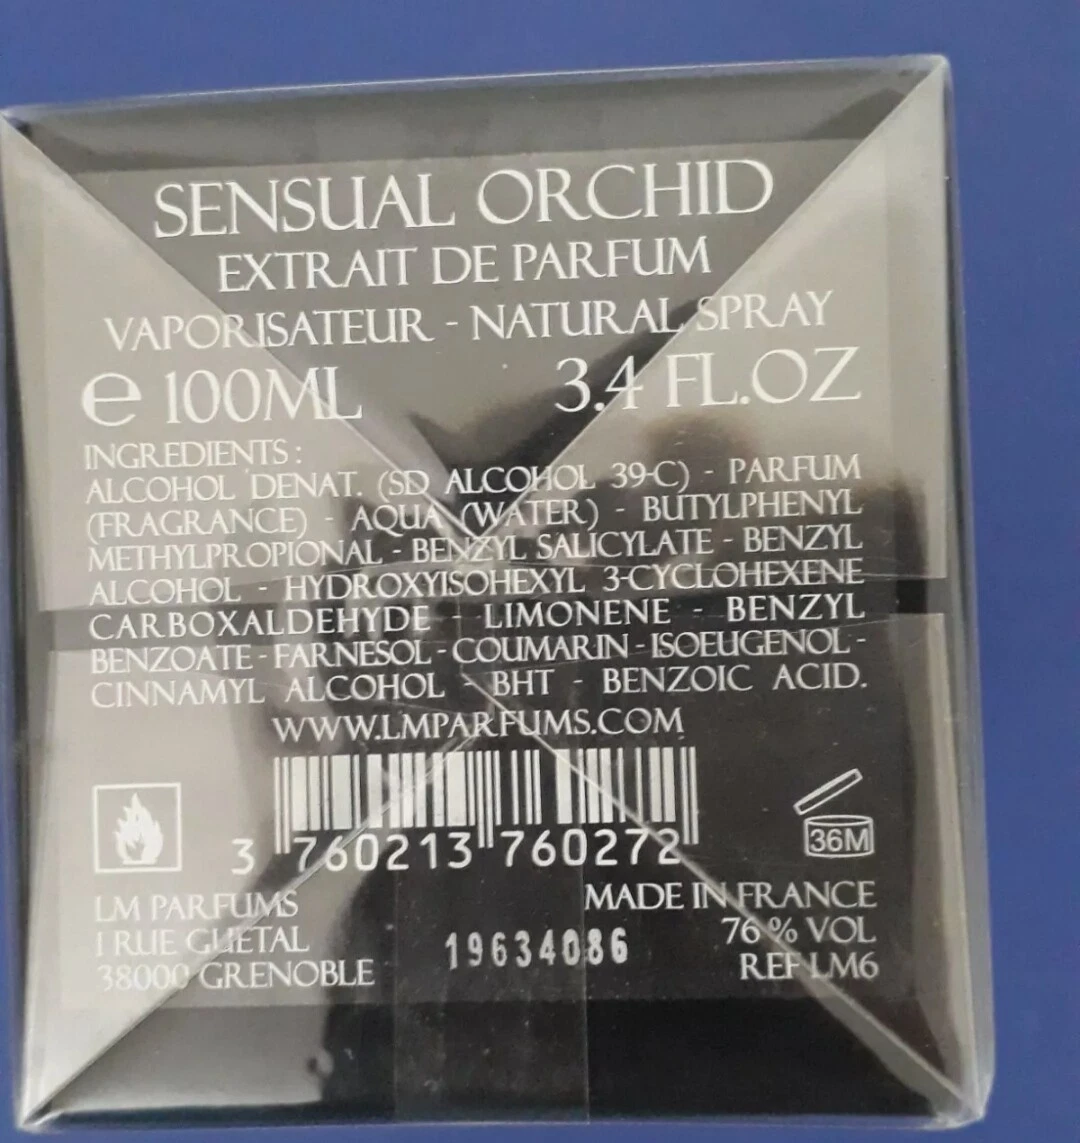 SENSUAL ORCHID
EXTRAIT DE PARFUM
VAPORISATEUR - NATURAL SPRAY
e 100ML 3.4 FL.OZ
INGREDIENTS :
ALCOHOL DENAT. (SD ALCOHOL 39-C) - PARFUM
(FRAGRANCE) - AQUA (WATER) - BUTYLPHENYL
METHYLPROPIONAL - BENZYL SALICYLATE - BENZYL
ALCOHOL - HYDROXYISOHEXYL 3-CYCLOHEXENE
CARBOXALDEHYDE - LIMONENE - BENZYL
BENZOATE - FARNESOL - COUMARIN - ISOEUGENOL -
CINNAMYL ALCOHOL - BHT - BENZOIC ACID.
WWW.LMPARFUMS.COM
36M
3 760213 760272
LM PARFUMS MADE IN FRANCE
1 RUE GUETAL 19634086 76 % VOL
38000 GRENOBLE REF LM6